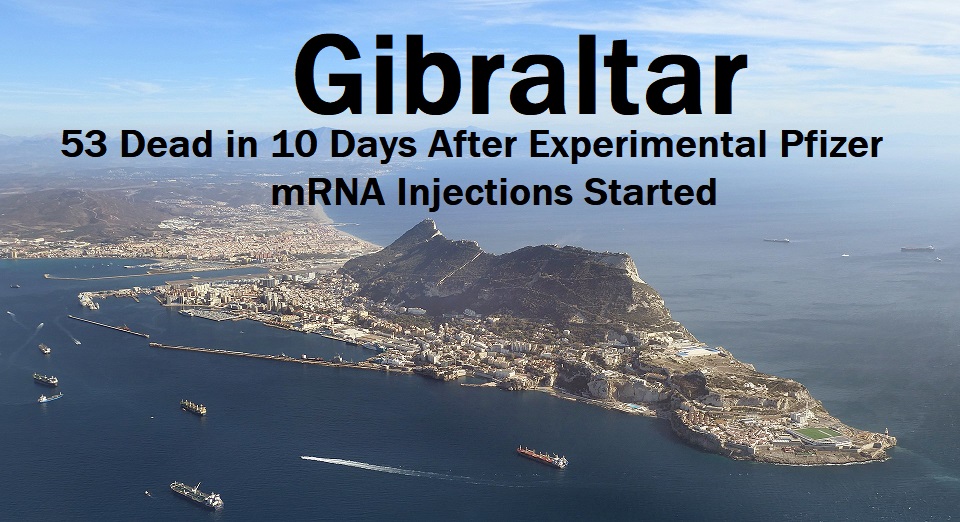 Gibraltar
53 Dead in 10 Days After Experimental Pfizer
mRNA Injections Started